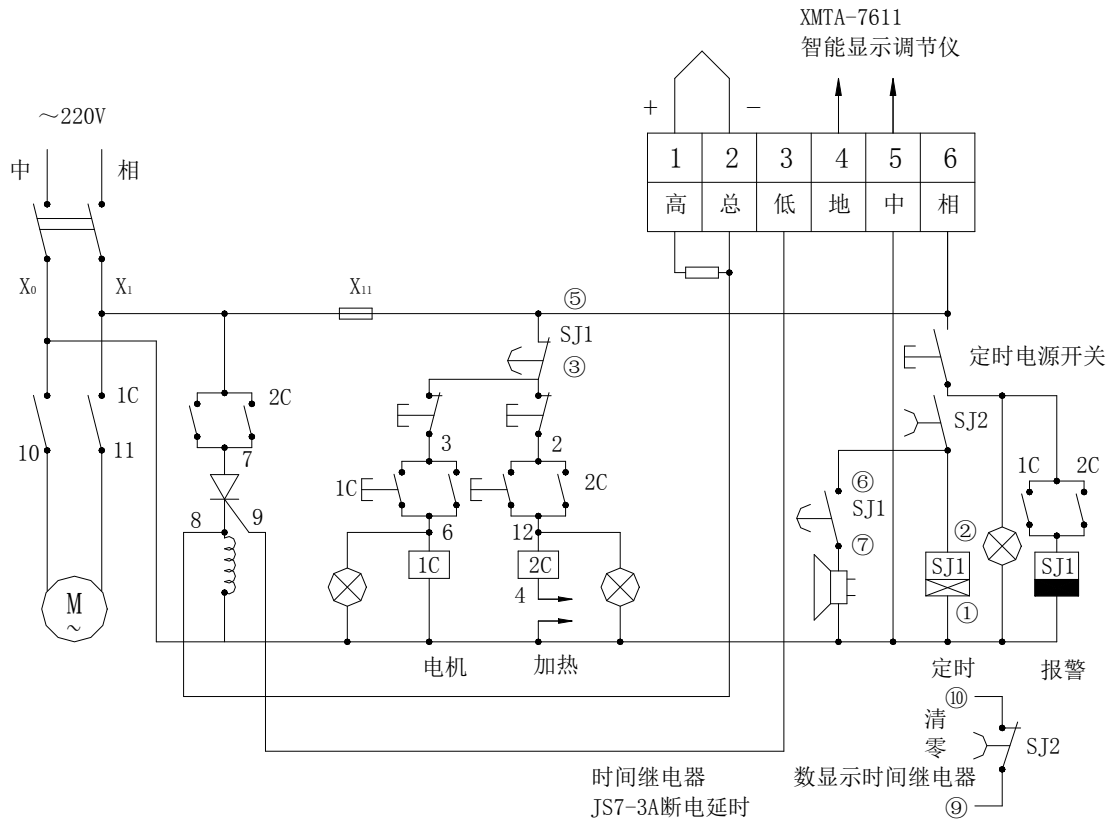 XMTA-7611
智能显示调节仪
～220V
+ －
中 相
1 2 3 4 5 6
高 总 低 地 中 相
X₀ X₁ X₁₁ ⑤
SJ1
③
定时电源开关
1C 2C
SJ2
10 11 7 3 2
1C 2C ⑥ 1C 2C
SJ1
8 9 6 12 ⑦ ②
1C 2C SJ1 SJ1
4 ①
M
~
电机 加热 定时 报警
⑩
清
零 SJ2
时间继电器 数显示时间继电器
JS7-3A断电延时 ⑨